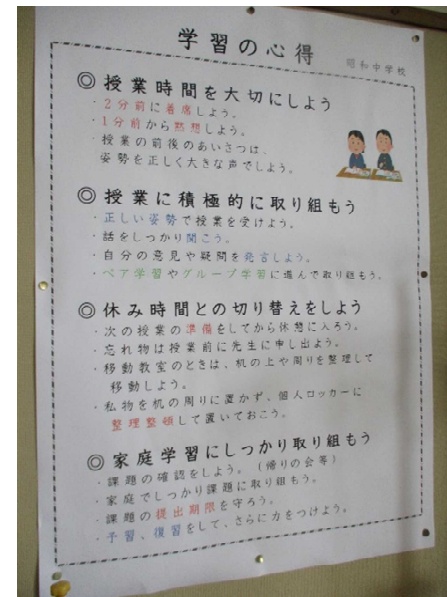 学習の心得
昭和中学校
◎授業時間を大切にしよう
・2分前に着席しよう。
・1分前から黙想しよう。
授業の前後のあいさつは、
姿勢を正しく大きな声でしよう。
◎授業に積極的に取り組もう
・正しい姿勢で授業を受けよう。
・話をしっかり聞こう。
・自分の意見や疑問を発言しよう。
・ペア学習やグループ学習に進んで取り組もう。
◎休み時間との切り替えをしよう
・次の授業の準備をしてから休憩に入ろう。
・忘れ物は授業前に先生に申し出よう。
・移動教室のときは、机の上や周りを整理して
移動しよう。
・私物を机の周りに置かず、個人ロッカーに
整理整頓して置いておこう。
◎家庭学習にしっかり取り組もう
・課題の確認をしよう。（帰りの会等）
・家庭でしっかり課題に取り組もう。
・課題の提出期限を守ろう。
・予習、復習をして、さらに力をつけよう。